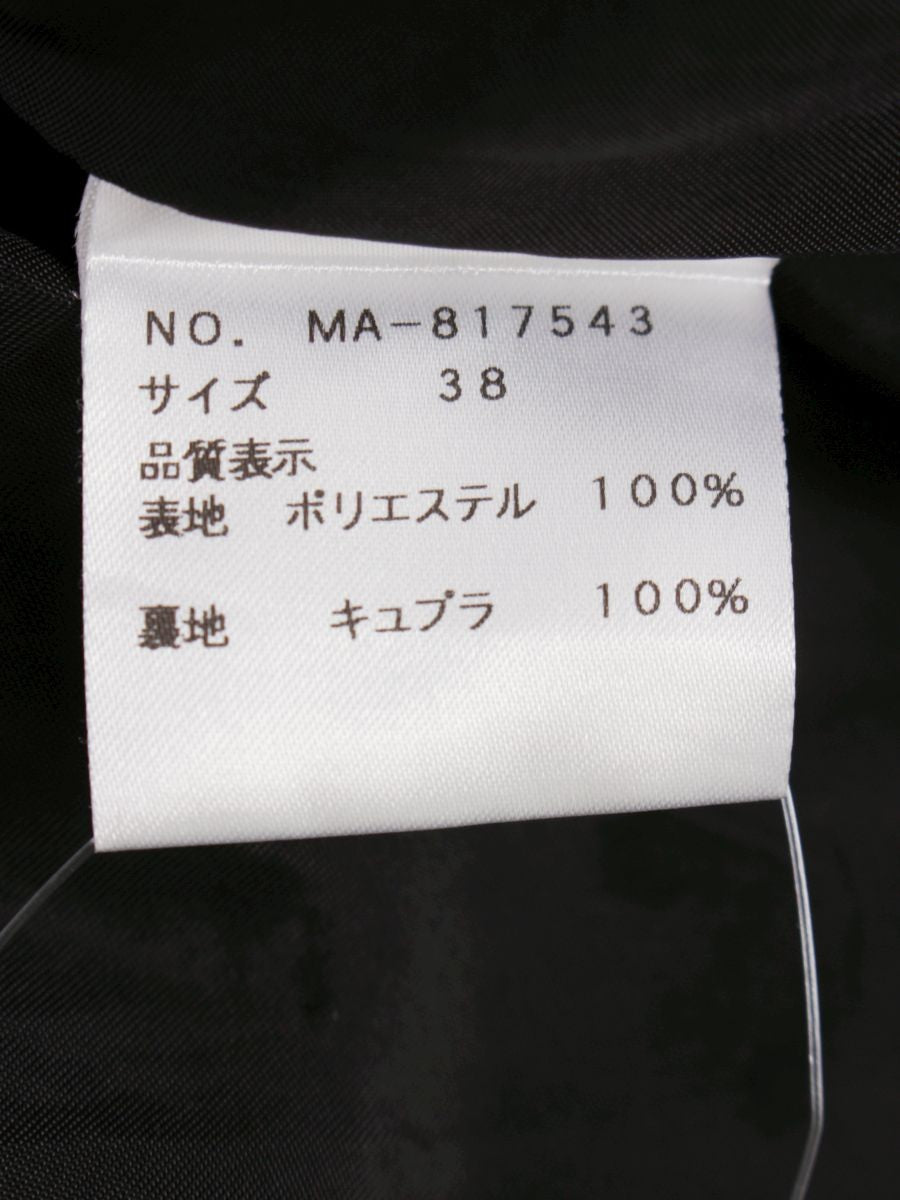 NO. MA-817543
サイズ 38
品質表示
表地 ポリエステル 100%
裏地 キュプラ 100%